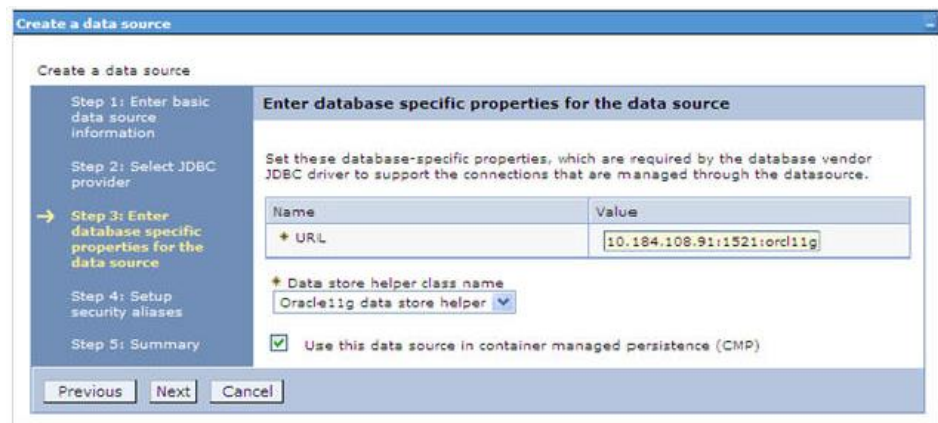 Create a data source
Create a data source
Step 1: Enter basic
data source
information
Step 2: Select JDBC
provider
Step 3: Enter
database specific
properties for the
data source
Step 4: Setup
security aliases
Step 5: Summary
Enter database specific properties for the data source
Set these database-specific properties, which are required by the database vendor
JDBC driver to support the connections that are managed through the datasource.
Name Value
URL 10.184.108.91:1521:orcl11g
Data store helper class name
Oracle11g data store helper
Use this data source in container managed persistence (CMP)
Previous Next Cancel